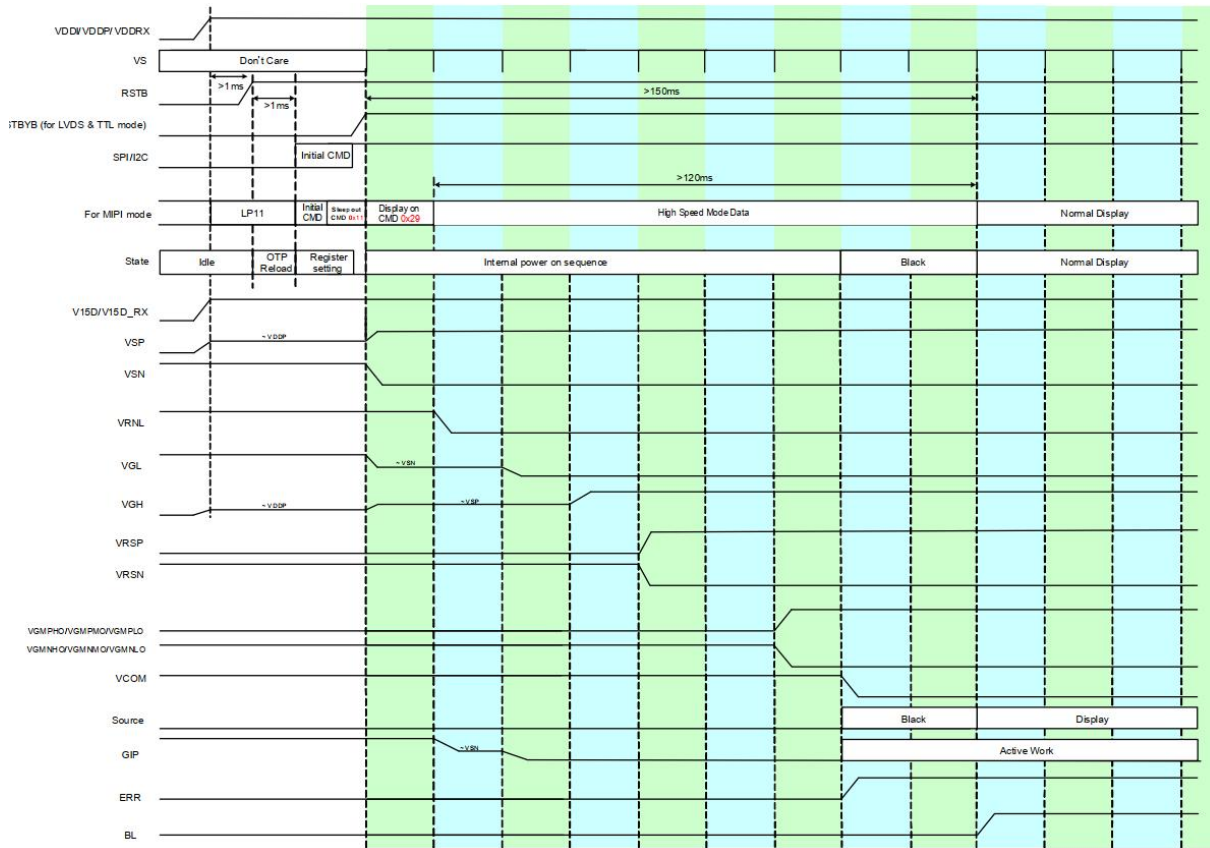 VDDI/VDDP/VDDRX
VS
Don't Care
>1ms
RSTB
>150ms
>1ms
STBYB (for LVDS & TTL mode)
SPI/I2C
Initial CMD
>120ms
For MIPI mode
LP11
Initial CMD
Sleep out CMD 0x11
Display on CMD 0x29
High Speed Mode Data
Normal Display
State
Idle
OTP Reload
Register setting
Internal power on sequence
Black
Normal Display
V15D/V15D_RX
VSP
~ VDDP
VSN
VRNL
VGL
~ VSN
VGH
~ VDDP
~ VSP
VRSP
VRSN
VGMPHO/VGMPMO/VGMPLO
VGMNHO/VGMNMO/VGMNLO
VCOM
Source
Black
Display
GIP
~ VSN
Active Work
ERR
BL